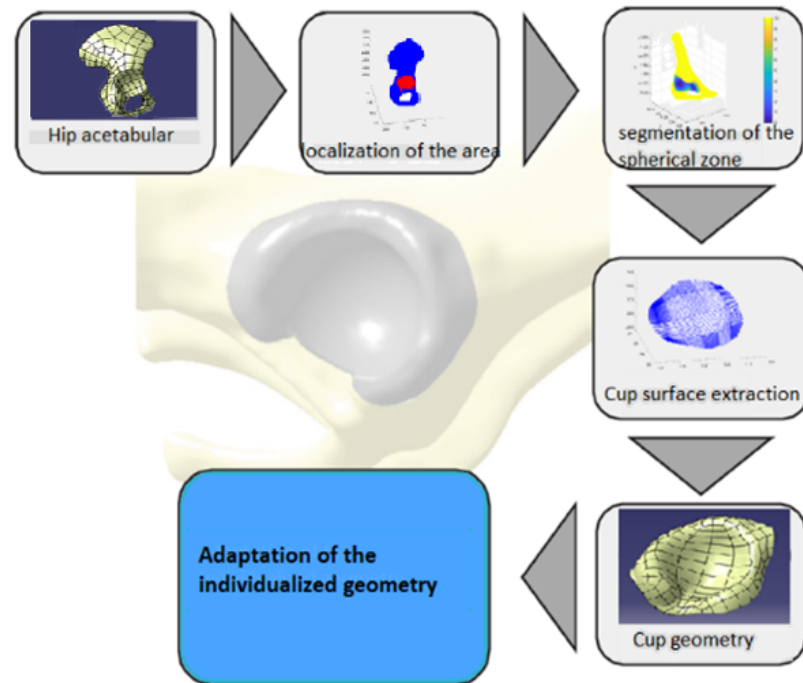 Hip acetabular
localization of the area
segmentation of the
spherical zone
Cup surface extraction
Cup geometry
Adaptation of the
individualized geometry